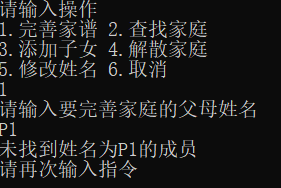 请输入操作
1.完善家谱 2.查找家庭
3.添加子女 4.解散家庭
5.修改姓名 6.取消
1
请输入要完善家庭的父母姓名
P1
未找到姓名为P1的成员
请再次输入指令